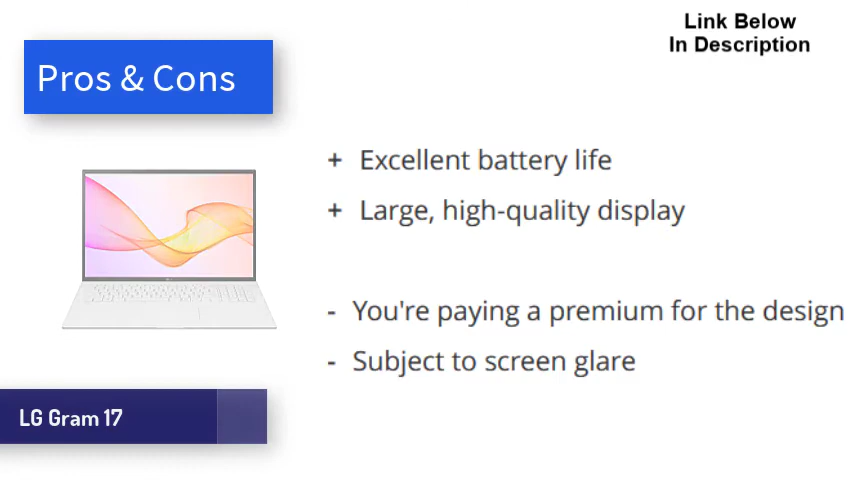 Link Below
In Description
Pros & Cons
+ Excellent battery life
+ Large, high-quality display
- You're paying a premium for the design
- Subject to screen glare
LG Gram 17